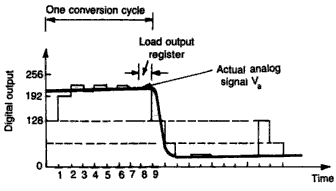 One conversion cycle
Load output
register
Actual analog
signal Va
Digital output
256
192
128
0
1 2 3 4 5 6 7 8 9
Time